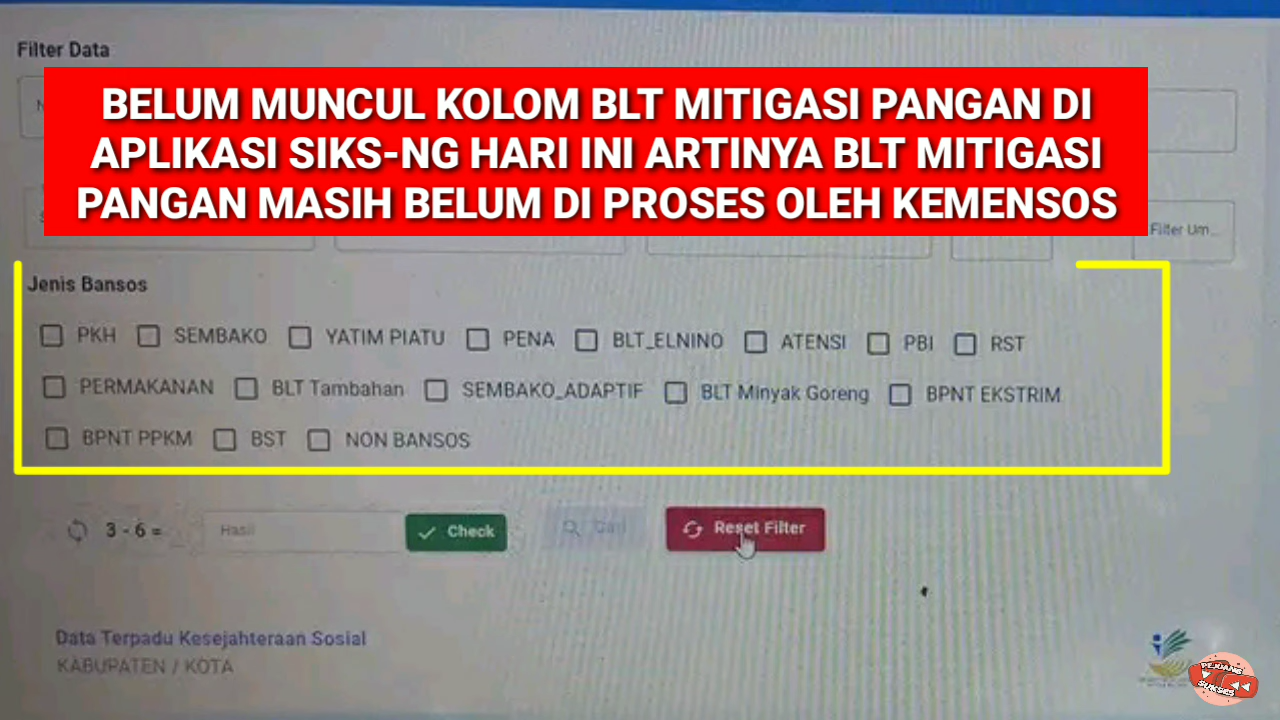 Filter Data
BELUM MUNCUL KOLOM BLT MITIGASI PANGAN DI
APLIKASI SIKS-NG HARI INI ARTINYA BLT MITIGASI
PANGAN MASIH BELUM DI PROSES OLEH KEMENSOS
Filter Um...
Jenis Bansos
PKH SEMBAKO YATIM PIATU PENA BLT_ELNINO ATENSI PBI RST
PERMAKANAN BLT Tambahan SEMBAKO_ADAPTIF BLT Minyak Goreng BPNT EKSTRIM
BPNT PPKM BST NON BANSOS
3 - 6 = Hasil Check Cari Reset Filter
Data Terpadu Kesejahteraan Sosial
KABUPATEN / KOTA
PEJUANG
SUKSES